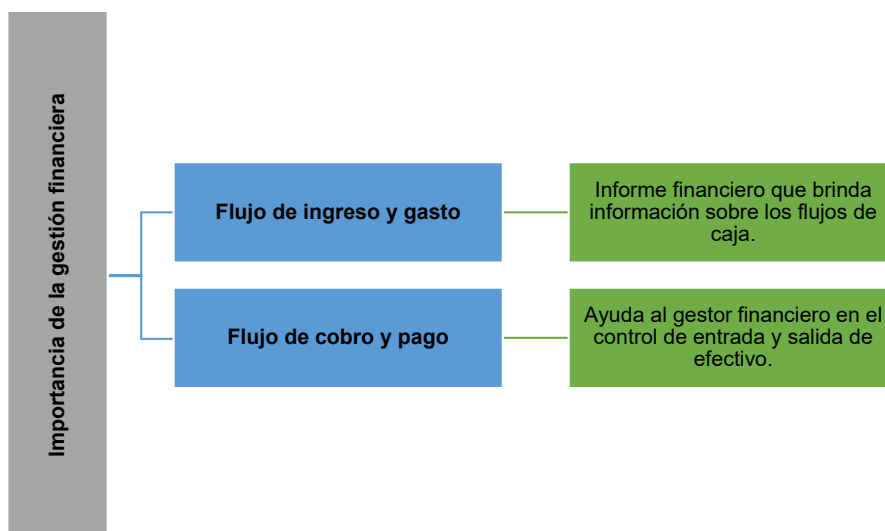 Importancia de la gestión financiera
Flujo de ingreso y gasto
Informe financiero que brinda
información sobre los flujos de
caja.
Flujo de cobro y pago
Ayuda al gestor financiero en el
control de entrada y salida de
efectivo.